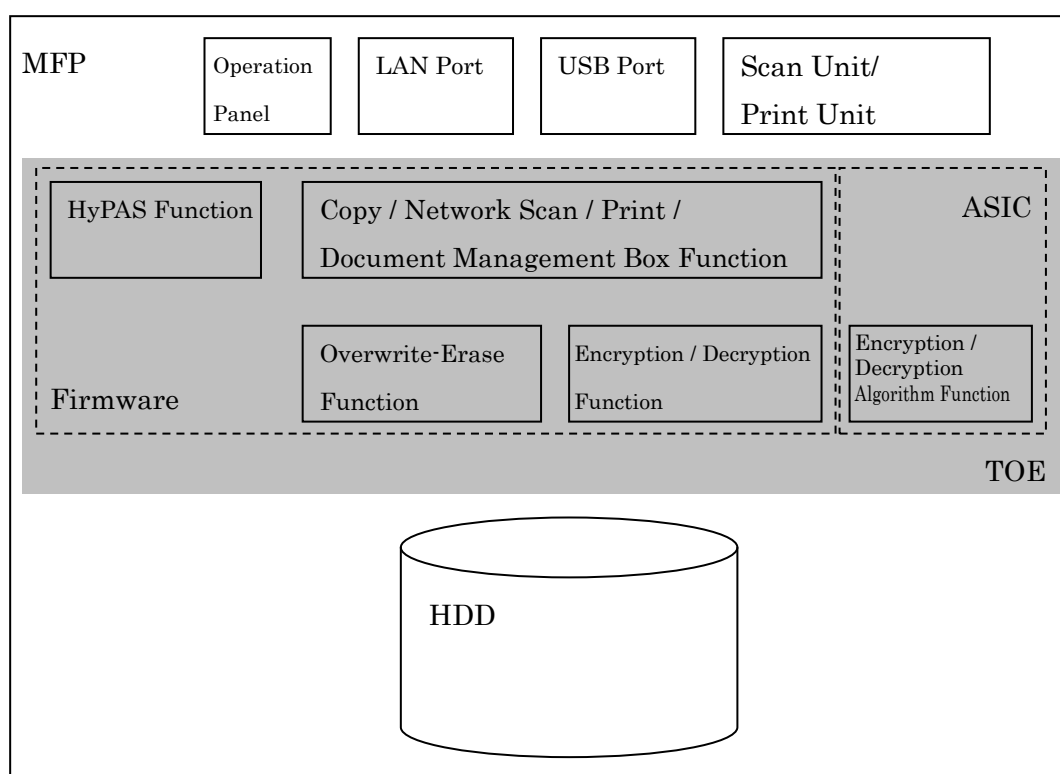 MFP
Operation
Panel
LAN Port
USB Port
Scan Unit/
Print Unit
HyPAS Function
Copy / Network Scan / Print /
Document Management Box Function
ASIC
Overwrite-Erase
Function
Encryption / Decryption
Function
Encryption /
Decryption
Algorithm Function
Firmware
TOE
HDD